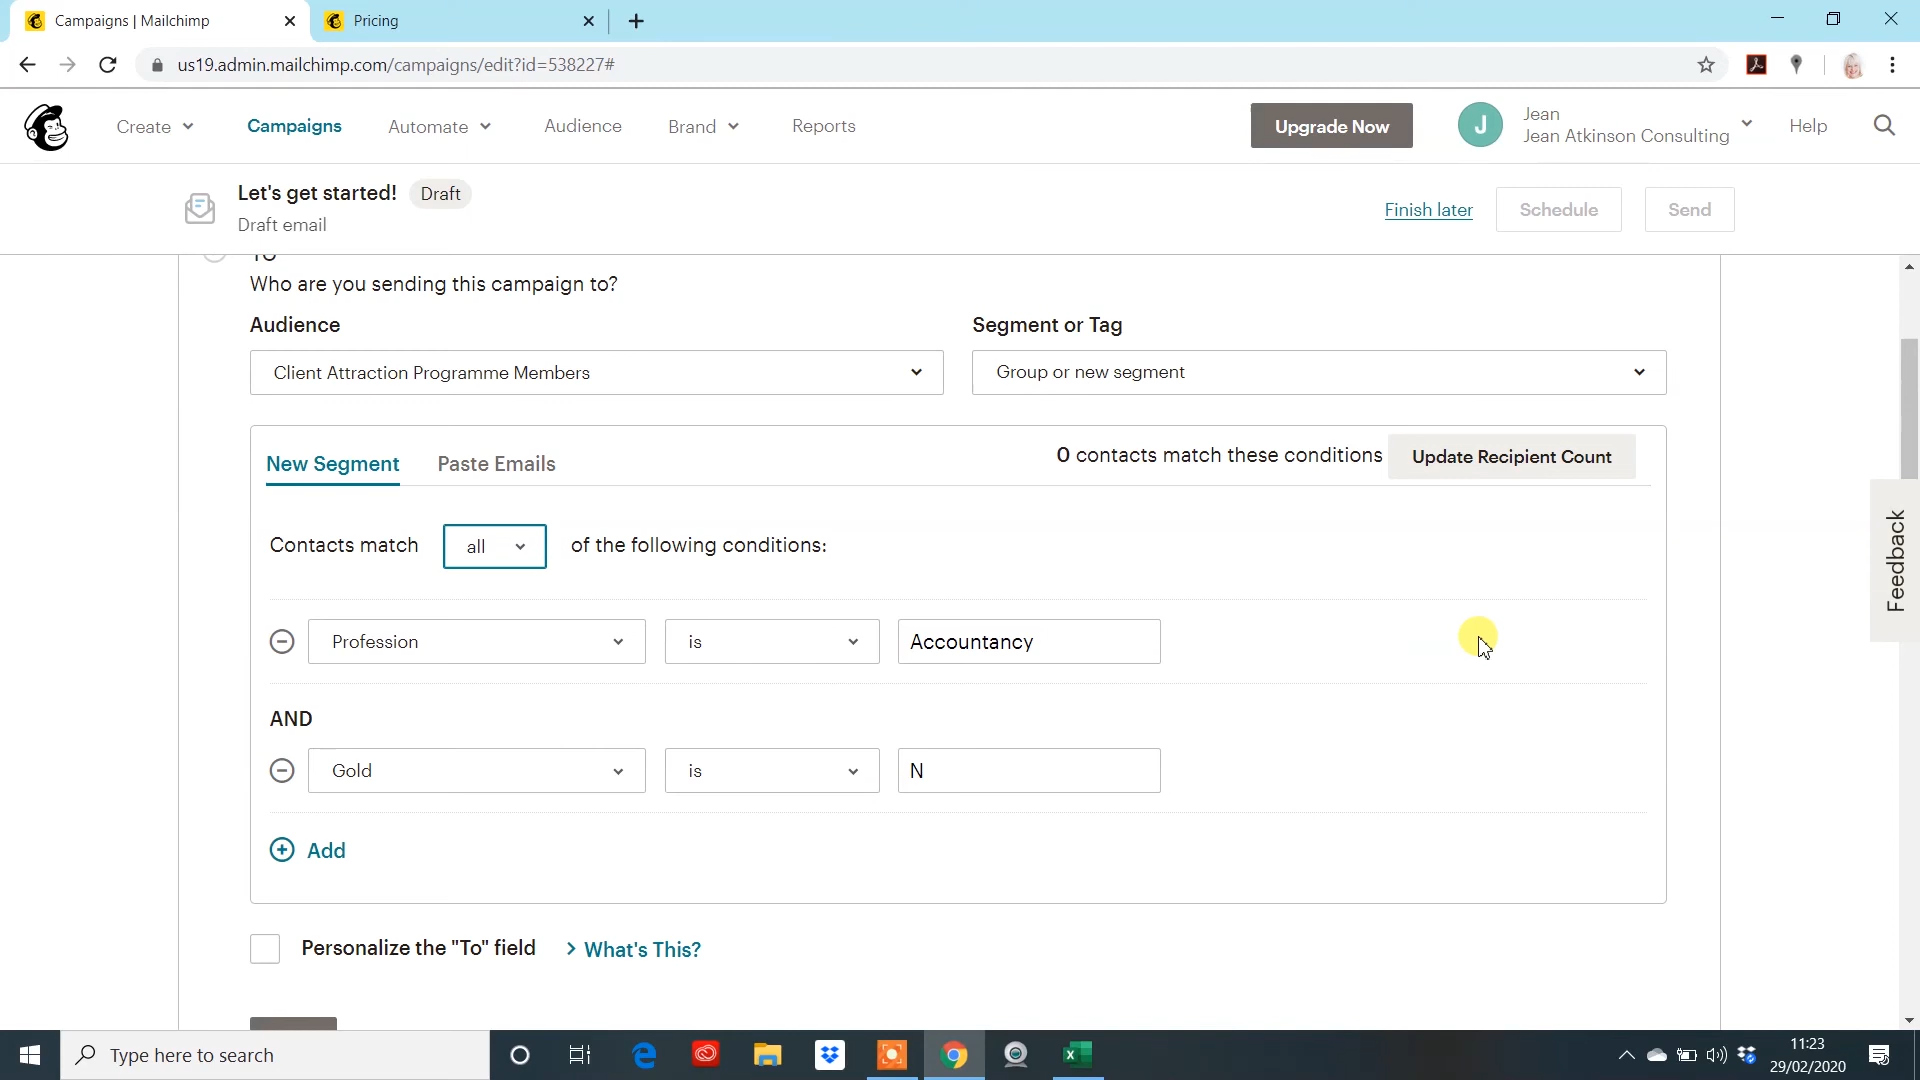 Campaigns | Mailchimp
Pricing
us19.admin.mailchimp.com/campaigns/edit?id=538227#
Create
Campaigns
Automate
Audience
Brand
Reports
Upgrade Now
J
Jean
Jean Atkinson Consulting
Help
Let's get started!
Draft
Draft email
Finish later
Schedule
Send
TO
Who are you sending this campaign to?
Audience
Segment or Tag
Client Attraction Programme Members
Group or new segment
New Segment
Paste Emails
0 contacts match these conditions
Update Recipient Count
Contacts match
all
of the following conditions:
Profession
is
Accountancy
AND
Gold
is
N
Add
Personalize the "To" field
> What's This?
Feedback
Type here to search
11:23
29/02/2020